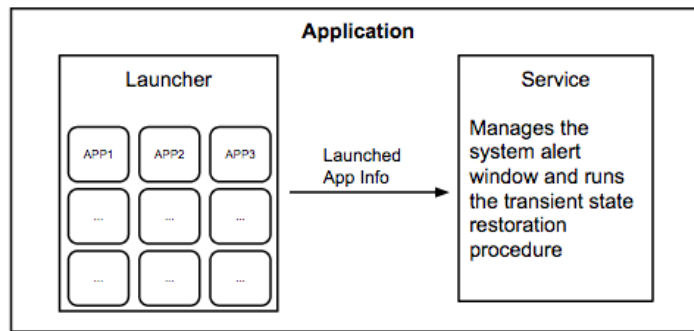 Application
Launcher
APP1 APP2 APP3
... ... ...
... ... ...
Launched
App Info
Service
Manages the
system alert
window and runs
the transient state
restoration
procedure